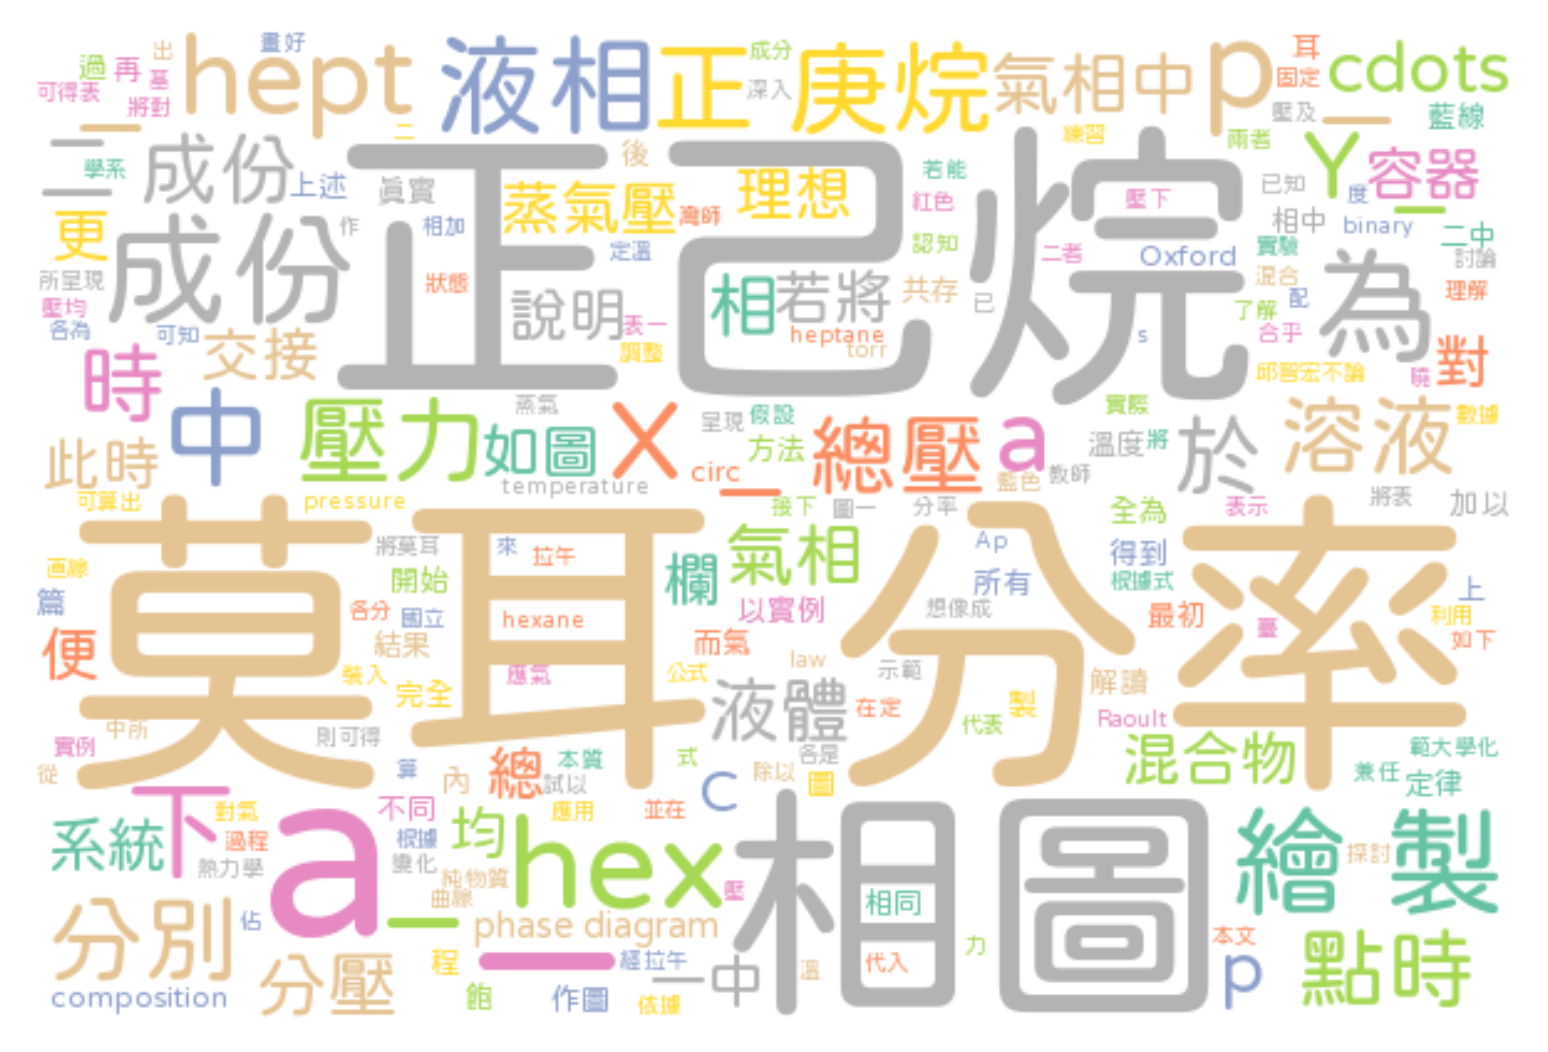 畫好
出
過 再 基
可得表 將對
hept
二
液相
正庚烷
成分
深入
氣相中
p
耳
固定
cdots
壓及
藍線
練習
兩者
二
學系
成份
上述
後
眞實
蒸氣壓
理想
灣師
若能
紅色
壓下
已知
度
Y
容器
更
成份
作
相加
定溫
認知
二者
Oxford
相中
binary
實驗
二中
討論
正己烷
所呈現
壓均
各為
可知
狀態
說明
表一
調整
相
若將
heptane
torr
共存
已
s
混合
配
了解
合乎
為
理解
時
交接
邱智宏不論
曉
對
中
壓力
蒸氣
如圖
X
呈現
假設
方法
總壓
a
實際
溫度
將
於
溶液
數據
此時
可算出
pressure
temperature
circ
藍色
教師
接下
圖一
分率
全為
表示
將表
加以
莫耳分率
將莫耳
直線
篇
開始
各分
國立
來
拉午
hexane
欄
氣相
Ap
所有
得到
根據式
想像成
以實例
最初
臺
上
利用
如下
便
結果
裝入
完全
應氣
而氣
公式
law
示範
液體
在定
代表
製
解讀
Raoult
中所
實例
從
則可得
算
內
總
本質
試以
式
各是
除以
圖
C
混合物
範大學化
兼任
定律
系統
下
對氣
過程
熱力學
不同
根據
變化
均
應用
並在
a
hex
純物質
曲線
壓
相圖
相同
代入
繪製
探討
分別
佔
phase diagram
力
本文
p
點時
composition
分壓
程
飽
經拉午
作圖
依據
一中
溫